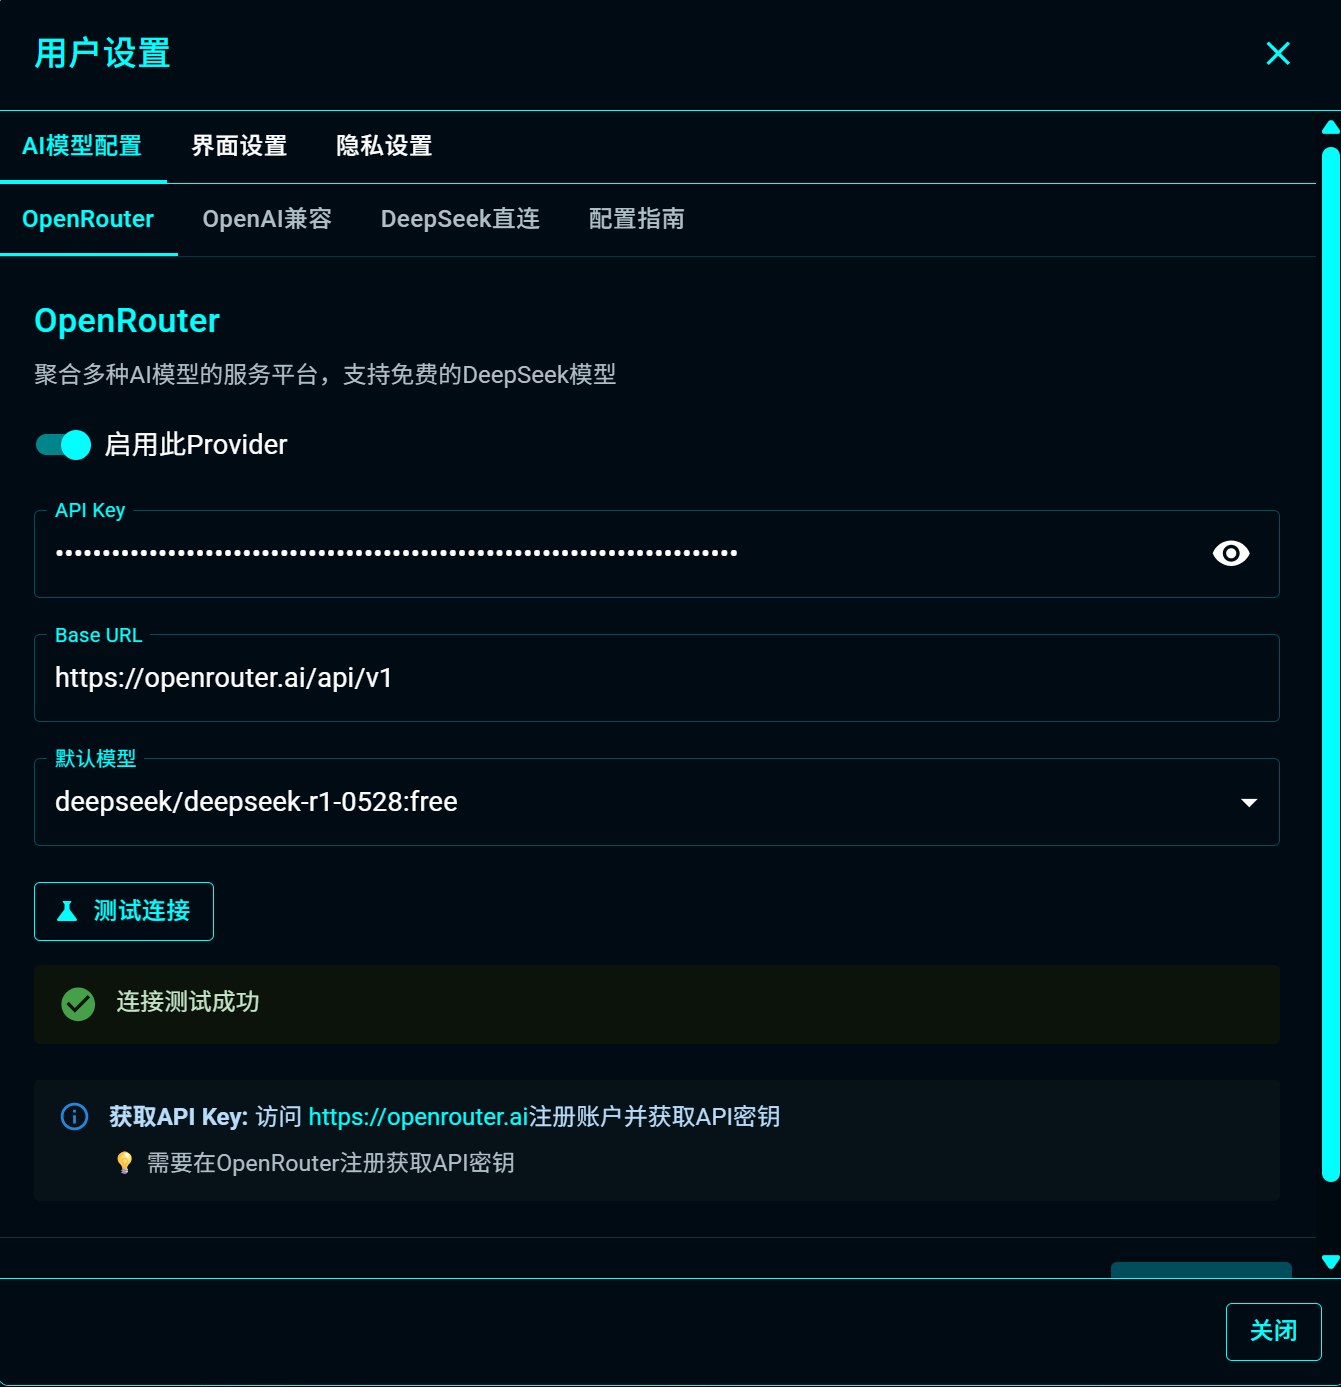 用户设置
AI模型配置 界面设置 隐私设置
OpenRouter OpenAI兼容 DeepSeek直连 配置指南
OpenRouter
聚合多种AI模型的服务平台，支持免费的DeepSeek模型
启用此Provider
API Key
Base URL
https://openrouter.ai/api/v1
默认模型
deepseek/deepseek-r1-0528:free
测试连接
连接测试成功
获取API Key: 访问 https://openrouter.ai注册账户并获取API密钥
💡 需要在OpenRouter注册获取API密钥
关闭